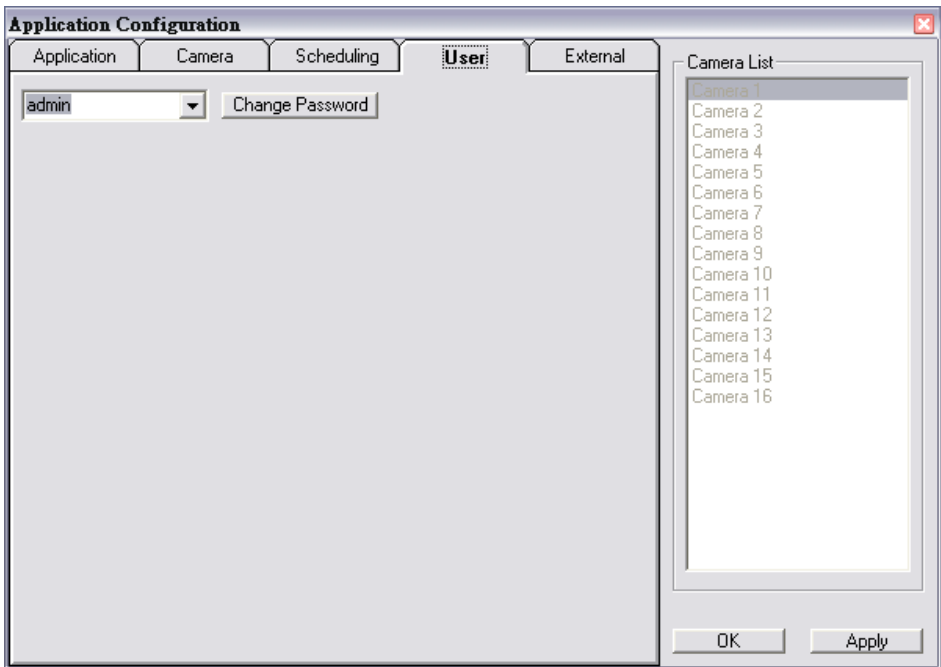 Application Configuration
Application Camera Scheduling User External
admin Change Password
Camera List
Camera 1
Camera 2
Camera 3
Camera 4
Camera 5
Camera 6
Camera 7
Camera 8
Camera 9
Camera 10
Camera 11
Camera 12
Camera 13
Camera 14
Camera 15
Camera 16
OK Apply